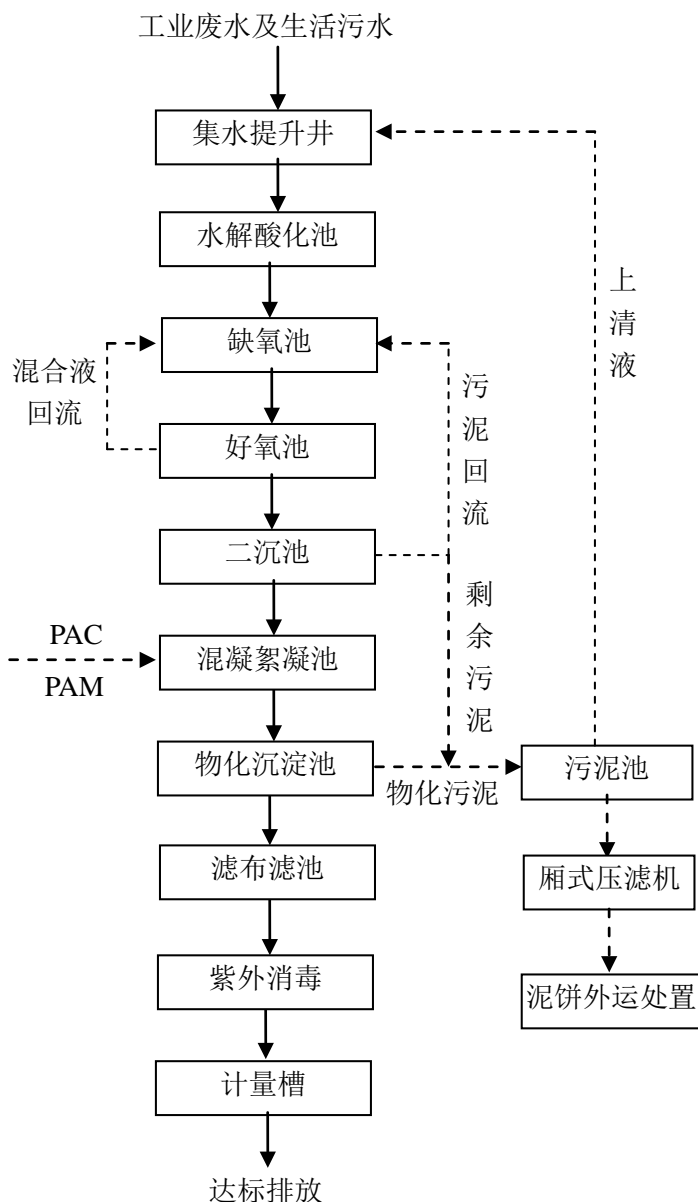 工业废水及生活污水
集水提升井
水解酸化池
上清液
缺氧池
混合液
回流
污泥回流
好氧池
二沉池
剩余污泥
PAC
PAM
混凝絮凝池
物化沉淀池
物化污泥
污泥池
滤布滤池
厢式压滤机
紫外消毒
泥饼外运处置
计量槽
达标排放